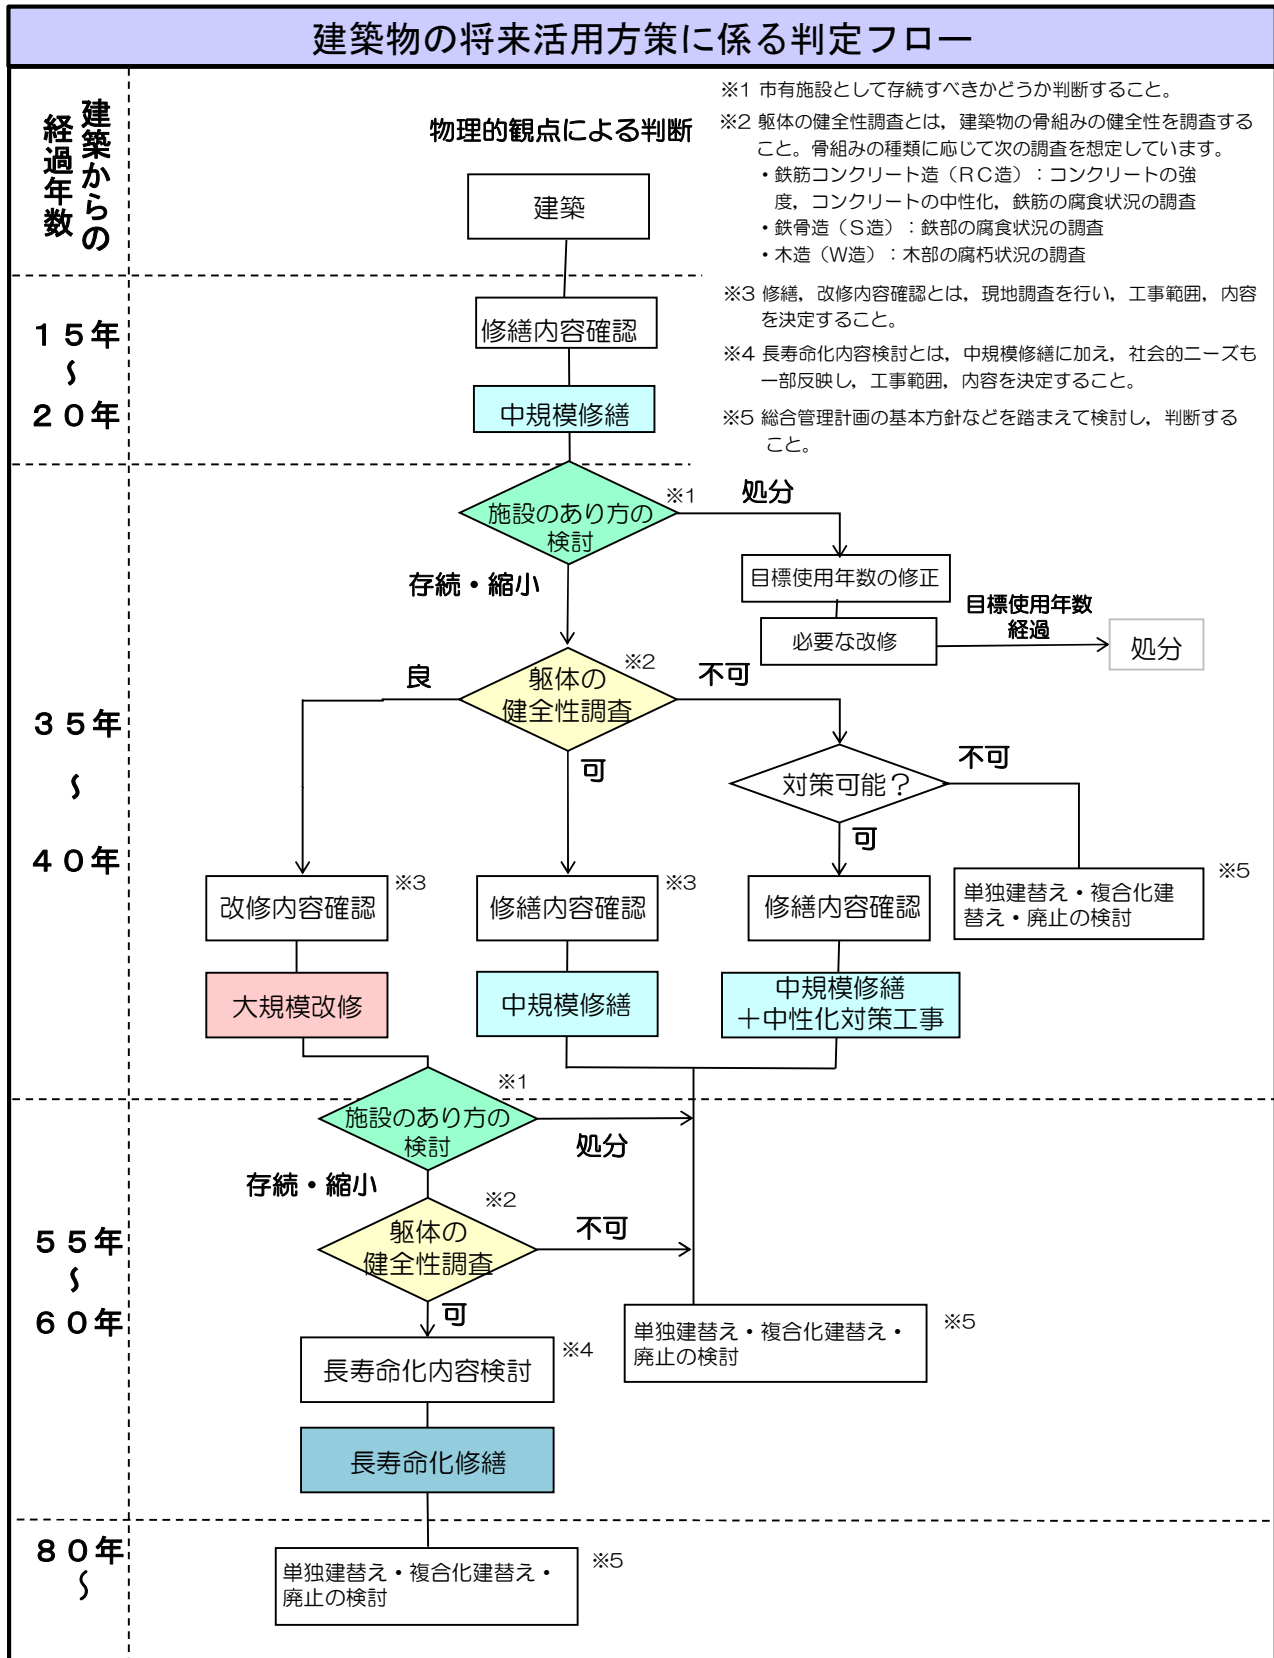 建築物の将来活用方策に係る判定フロー
建築からの
経過年数
物理的観点による判断
※1 市有施設として存続すべきかどうか判断すること。
※2 躯体の健全性調査とは，建築物の骨組みの健全性を調査する
こと。骨組みの種類に応じて次の調査を想定しています。
・鉄筋コンクリート造（ＲＣ造）：コンクリートの強
度，コンクリートの中性化，鉄筋の腐食状況の調査
・鉄骨造（Ｓ造）：鉄部の腐食状況の調査
・木造（Ｗ造）：木部の腐朽状況の調査
※3 修繕，改修内容確認とは，現地調査を行い，工事範囲，内容
を決定すること。
※4 長寿命化内容検討とは，中規模修繕に加え，社会的ニーズも
一部反映し，工事範囲，内容を決定すること。
※5 総合管理計画の基本方針などを踏まえて検討し，判断する
こと。
建築
１５年
～
２０年
修繕内容確認
中規模修繕
施設のあり方の
検討
※1
処分
存続・縮小
目標使用年数の修正
必要な改修
目標使用年数
経過
処分
３５年
～
４０年
躯体の
健全性調査
※2
良
不可
可
対策可能？
不可
可
改修内容確認
※3
修繕内容確認
※3
修繕内容確認
単独建替え・複合化建
替え・廃止の検討
※5
大規模改修
中規模修繕
中規模修繕
＋中性化対策工事
施設のあり方の
検討
※1
処分
存続・縮小
５５年
～
６０年
躯体の
健全性調査
※2
不可
可
単独建替え・複合化建替え・
廃止の検討
※5
長寿命化内容検討
※4
長寿命化修繕
８０年
～
単独建替え・複合化建替え・
廃止の検討
※5